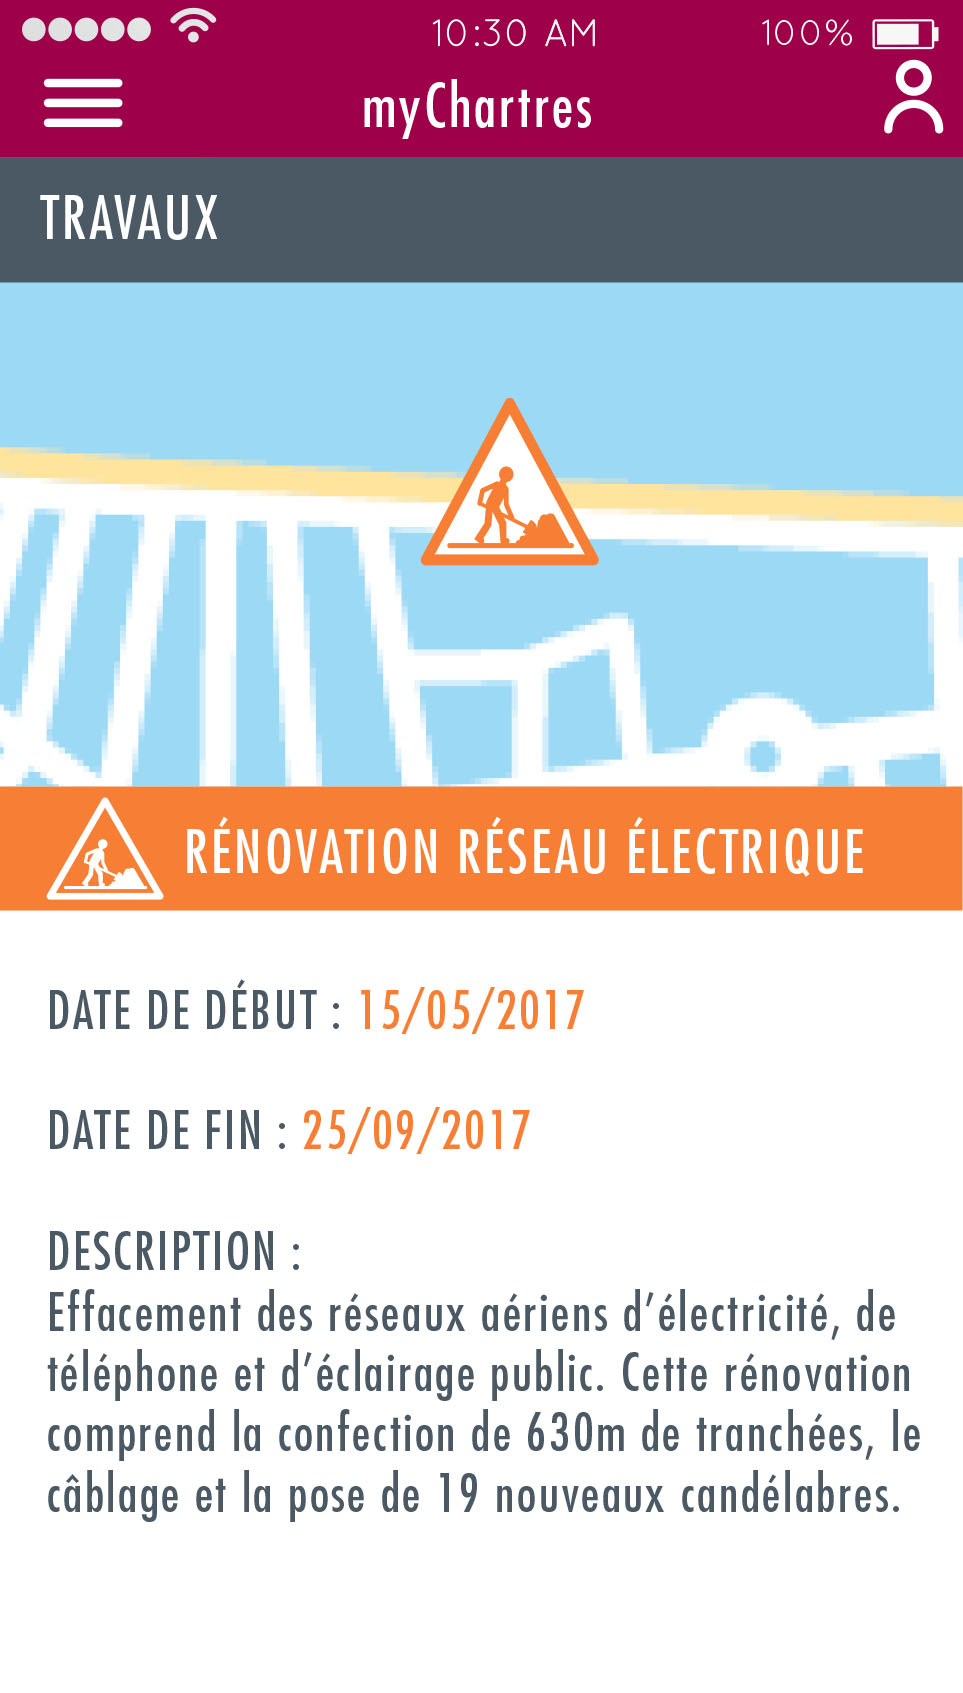 10:30 AM 100%
myChartres
TRAVAUX
RÉNOVATION RÉSEAU ÉLECTRIQUE
DATE DE DÉBUT : 15/05/2017
DATE DE FIN : 25/09/2017
DESCRIPTION :
Effacement des réseaux aériens d’électricité, de
téléphone et d’éclairage public. Cette rénovation
comprend la confection de 630m de tranchées, le
câblage et la pose de 19 nouveaux candélabres.